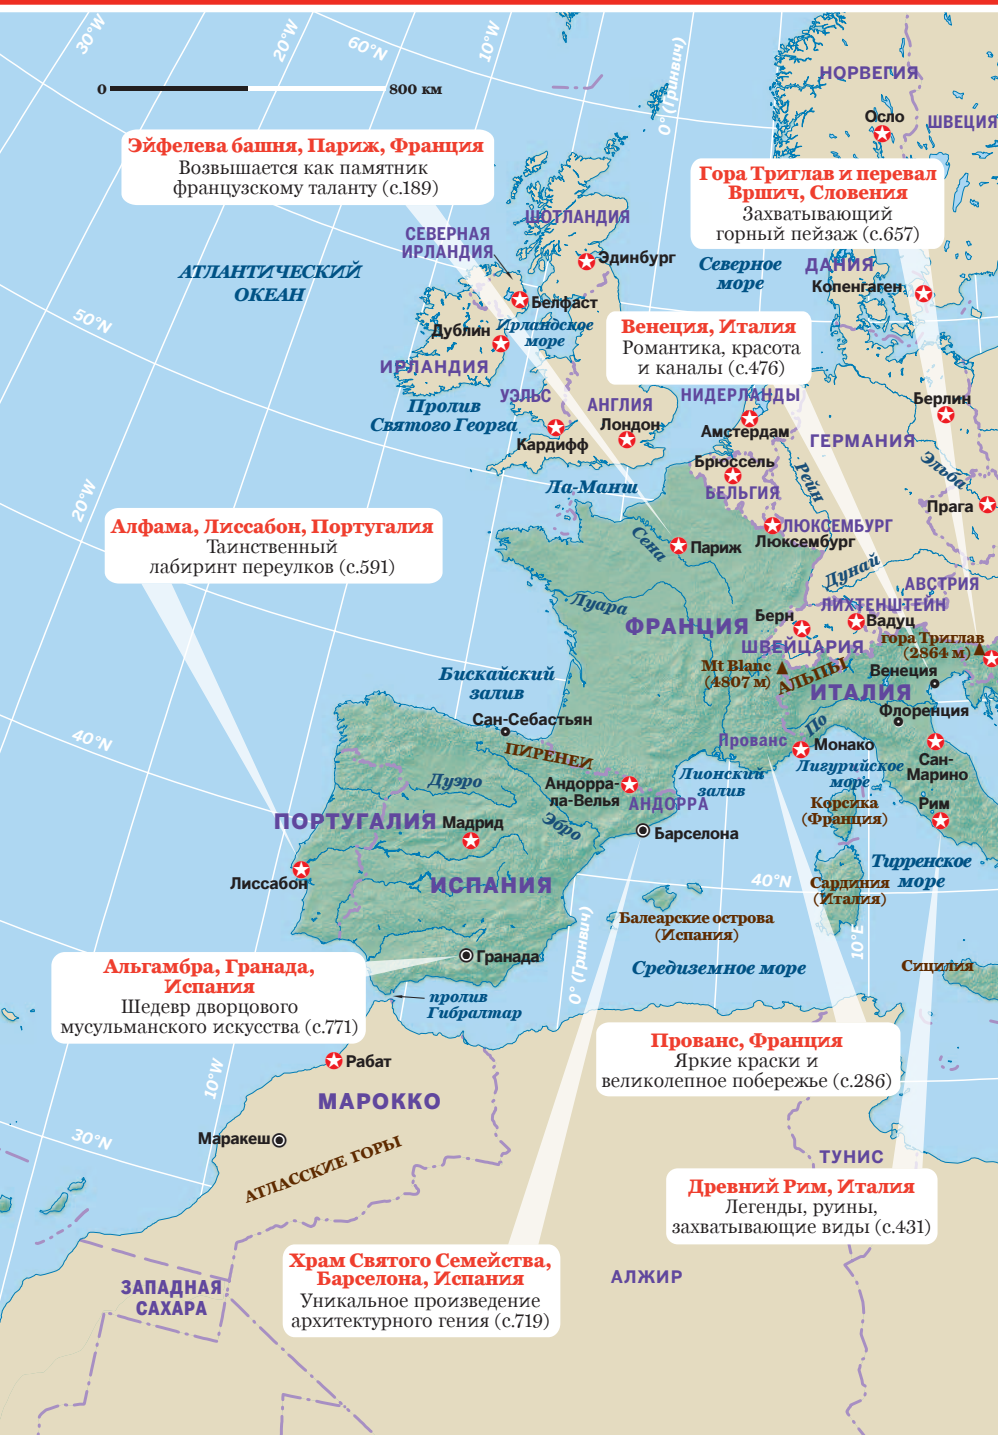 30°W
20°W
60°N
10°W
0° (Гринвич)
НОРВЕГИЯ
Осло
ШВЕЦИЯ
0
800 км
Эйфелева башня, Париж, Франция
Возвышается как памятник
французскому таланту (с.189)
Гора Триглав и перевал
Вршич, Словения
Захватывающий
горный пейзаж (с.657)
ШОТЛАНДИЯ
СЕВЕРНАЯ
ИРЛАНДИЯ
Эдинбург
Северное
море
ДАНИЯ
Копенгаген
АТЛАНТИЧЕСКИЙ
ОКЕАН
50°N
Белфаст
Дублин
Ирландское
море
ИРЛАНДИЯ
Венеция, Италия
Романтика, красота
и каналы (с.476)
УЭЛЬС
АНГЛИЯ
НИДЕРЛАНДЫ
Берлин
Пролив
Святого Георга
Лондон
Кардифф
Амстердам
ГЕРМАНИЯ
Брюссель
Рейн
Эльба
БЕЛЬГИЯ
Ла-Манш
Прага
20°W
Алфама, Лиссабон, Португалия
Таинственный
лабиринт переулков (с.591)
ЛЮКСЕМБУРГ
Люксембург
Сена
Париж
Дунай
АВСТРИЯ
Луара
ФРАНЦИЯ
Берн
ЛИХТЕНШТЕЙН
Вадуц
ШВЕЙЦАРИЯ
гора Триглав
(2864 м)
Mt Blanc
(4807 м)
АЛЬПЫ
Венеция
ИТАЛИЯ
Бискайский
залив
Флоренция
Сан-Себастьян
По
40°N
ПИРЕНЕИ
Прованс
Монако
Сан-
Марино
Лионский
залив
Лигурийское
море
Дуэро
Андорра-
ла-Велья
АНДОРРА
Корсика
(Франция)
Рим
ПОРТУГАЛИЯ
Мадрид
Эбро
Барселона
Тирренское
море
Лиссабон
ИСПАНИЯ
40°N
Сардиния
(Италия)
Балеарские острова
(Испания)
0° (Гринвич)
10°E
Гранада
Средиземное море
Сицилия
Альгамбра, Гранада,
Испания
Шедевр дворцового
мусульманского искусства (с.771)
пролив
Гибралтар
Прованс, Франция
Яркие краски и
великолепное побережье (с.286)
Рабат
10°W
МАРОККО
30°N
Маракеш
АТЛАССКИЕ ГОРЫ
ТУНИС
Древний Рим, Италия
Легенды, руины,
захватывающие виды (с.431)
Храм Святого Семейства,
Барселона, Испания
Уникальное произведение
архитектурного гения (с.719)
ЗАПАДНАЯ
САХАРА
АЛЖИР